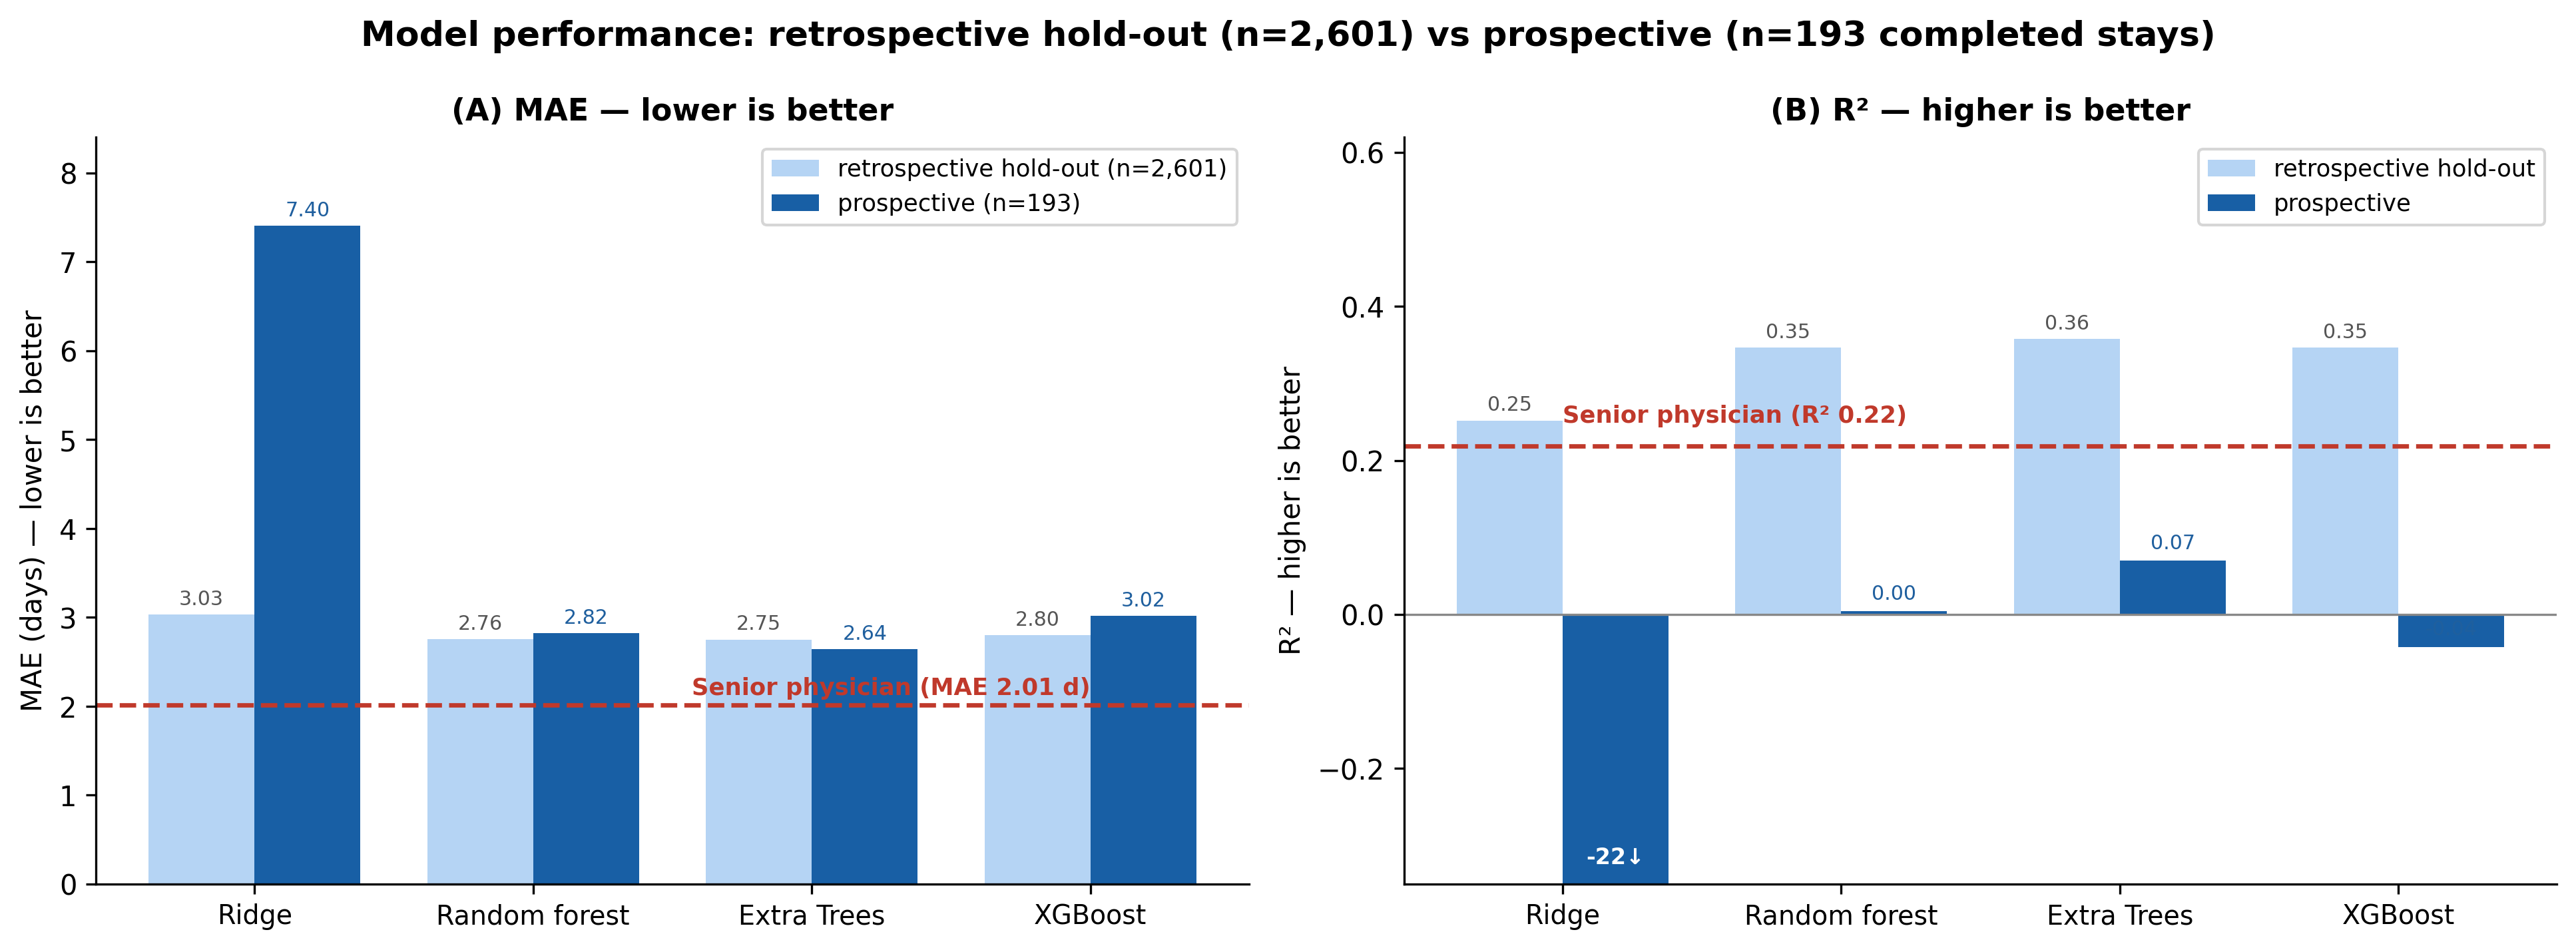 Model performance: retrospective hold-out (n=2,601) vs prospective (n=193 completed stays)
(A) MAE — lower is better
MAE (days) — lower is better
8
7
6
5
4
3
2
1
0
retrospective hold-out (n=2,601)
prospective (n=193)
3.03
7.40
2.76
2.82
2.75
2.64
2.80
3.02
Senior physician (MAE 2.01 d)
Ridge
Random forest
Extra Trees
XGBoost
(B) R² — higher is better
R² — higher is better
0.6
0.4
0.2
0.0
−0.2
retrospective hold-out
prospective
0.25
0.35
0.00
0.36
0.07
0.35
Senior physician (R² 0.22)
-22↓
Ridge
Random forest
Extra Trees
XGBoost